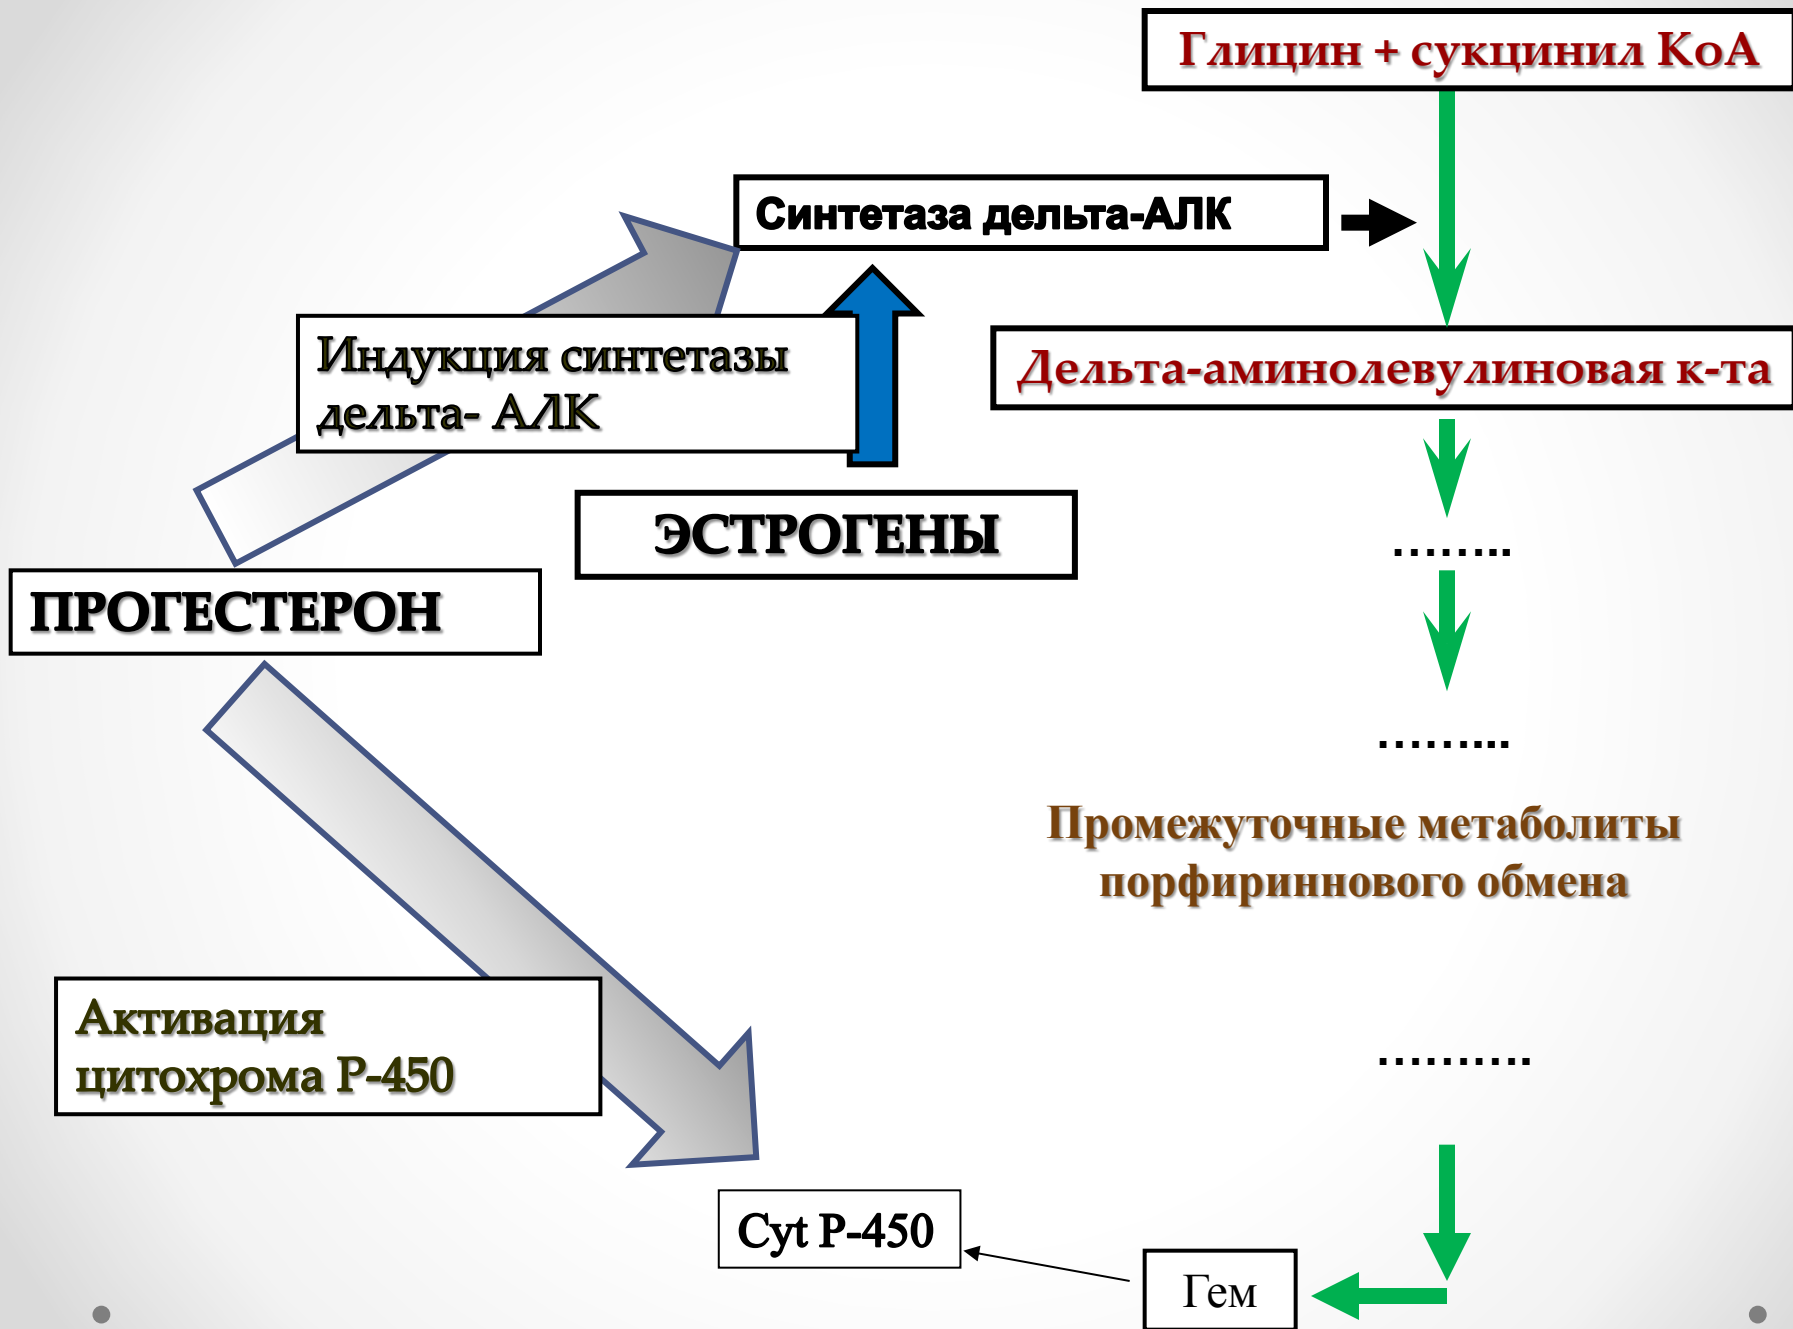 Глицин + сукцинил КоА
Синтетаза дельта-АЛК
Индукция синтетазы
дельта- АЛК
Дельта-аминолевулиновая к-та
ЭСТРОГЕНЫ
……..
ПРОГЕСТЕРОН
……...
Промежуточные метаболиты
порфириннового обмена
Активация
цитохрома Р-450
……….
Cyt P-450
Гем